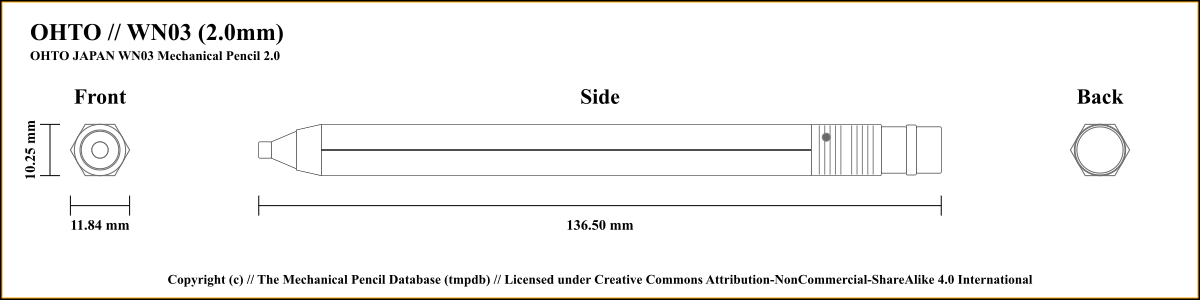 OHTO // WN03 (2.0mm)
OHTO JAPAN WN03 Mechanical Pencil 2.0
Front
Side
Back
10.25 mm
11.84 mm
136.50 mm
Copyright (c) // The Mechanical Pencil Database (tmpdb) // Licensed under Creative Commons Attribution-NonCommercial-ShareAlike 4.0 International